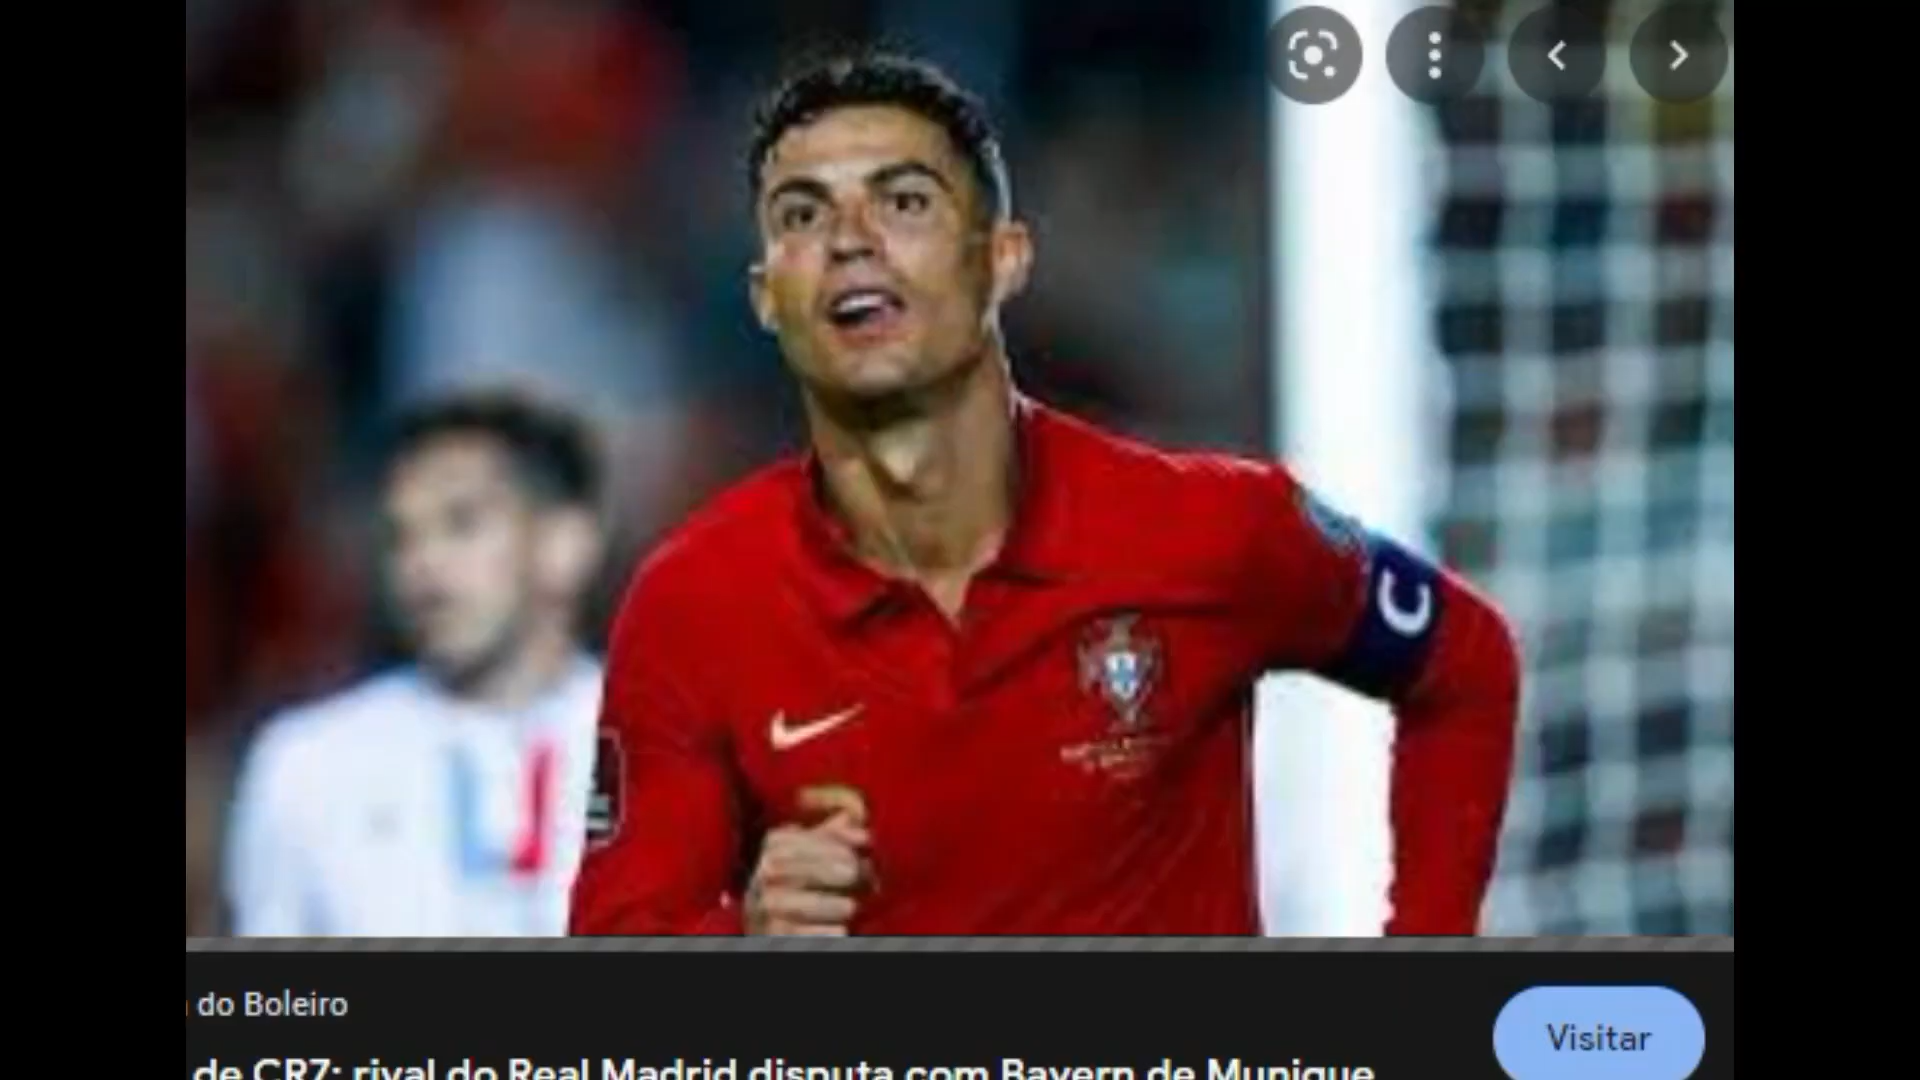 C
do Boleiro
Visitar
de CR7: rival do Real Madrid disputa com Bayern de Munique